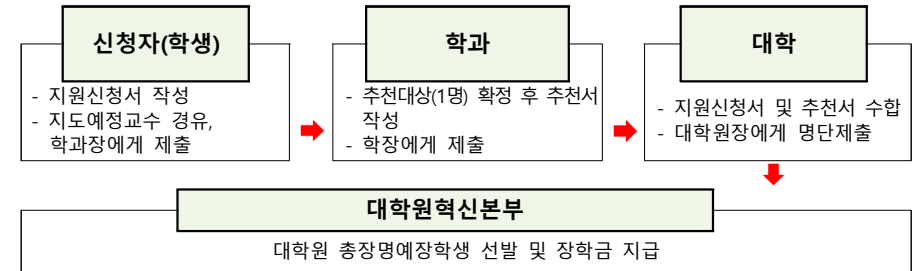 신청자(학생)
- 지원신청서 작성
- 지도예정교수 경유,
학과장에게 제출
학과
- 추천대상(1명) 확정 후 추천서
작성
- 학장에게 제출
대학
- 지원신청서 및 추천서 수합
- 대학원장에게 명단제출
대학원혁신본부
대학원 총장명예장학생 선발 및 장학금 지급